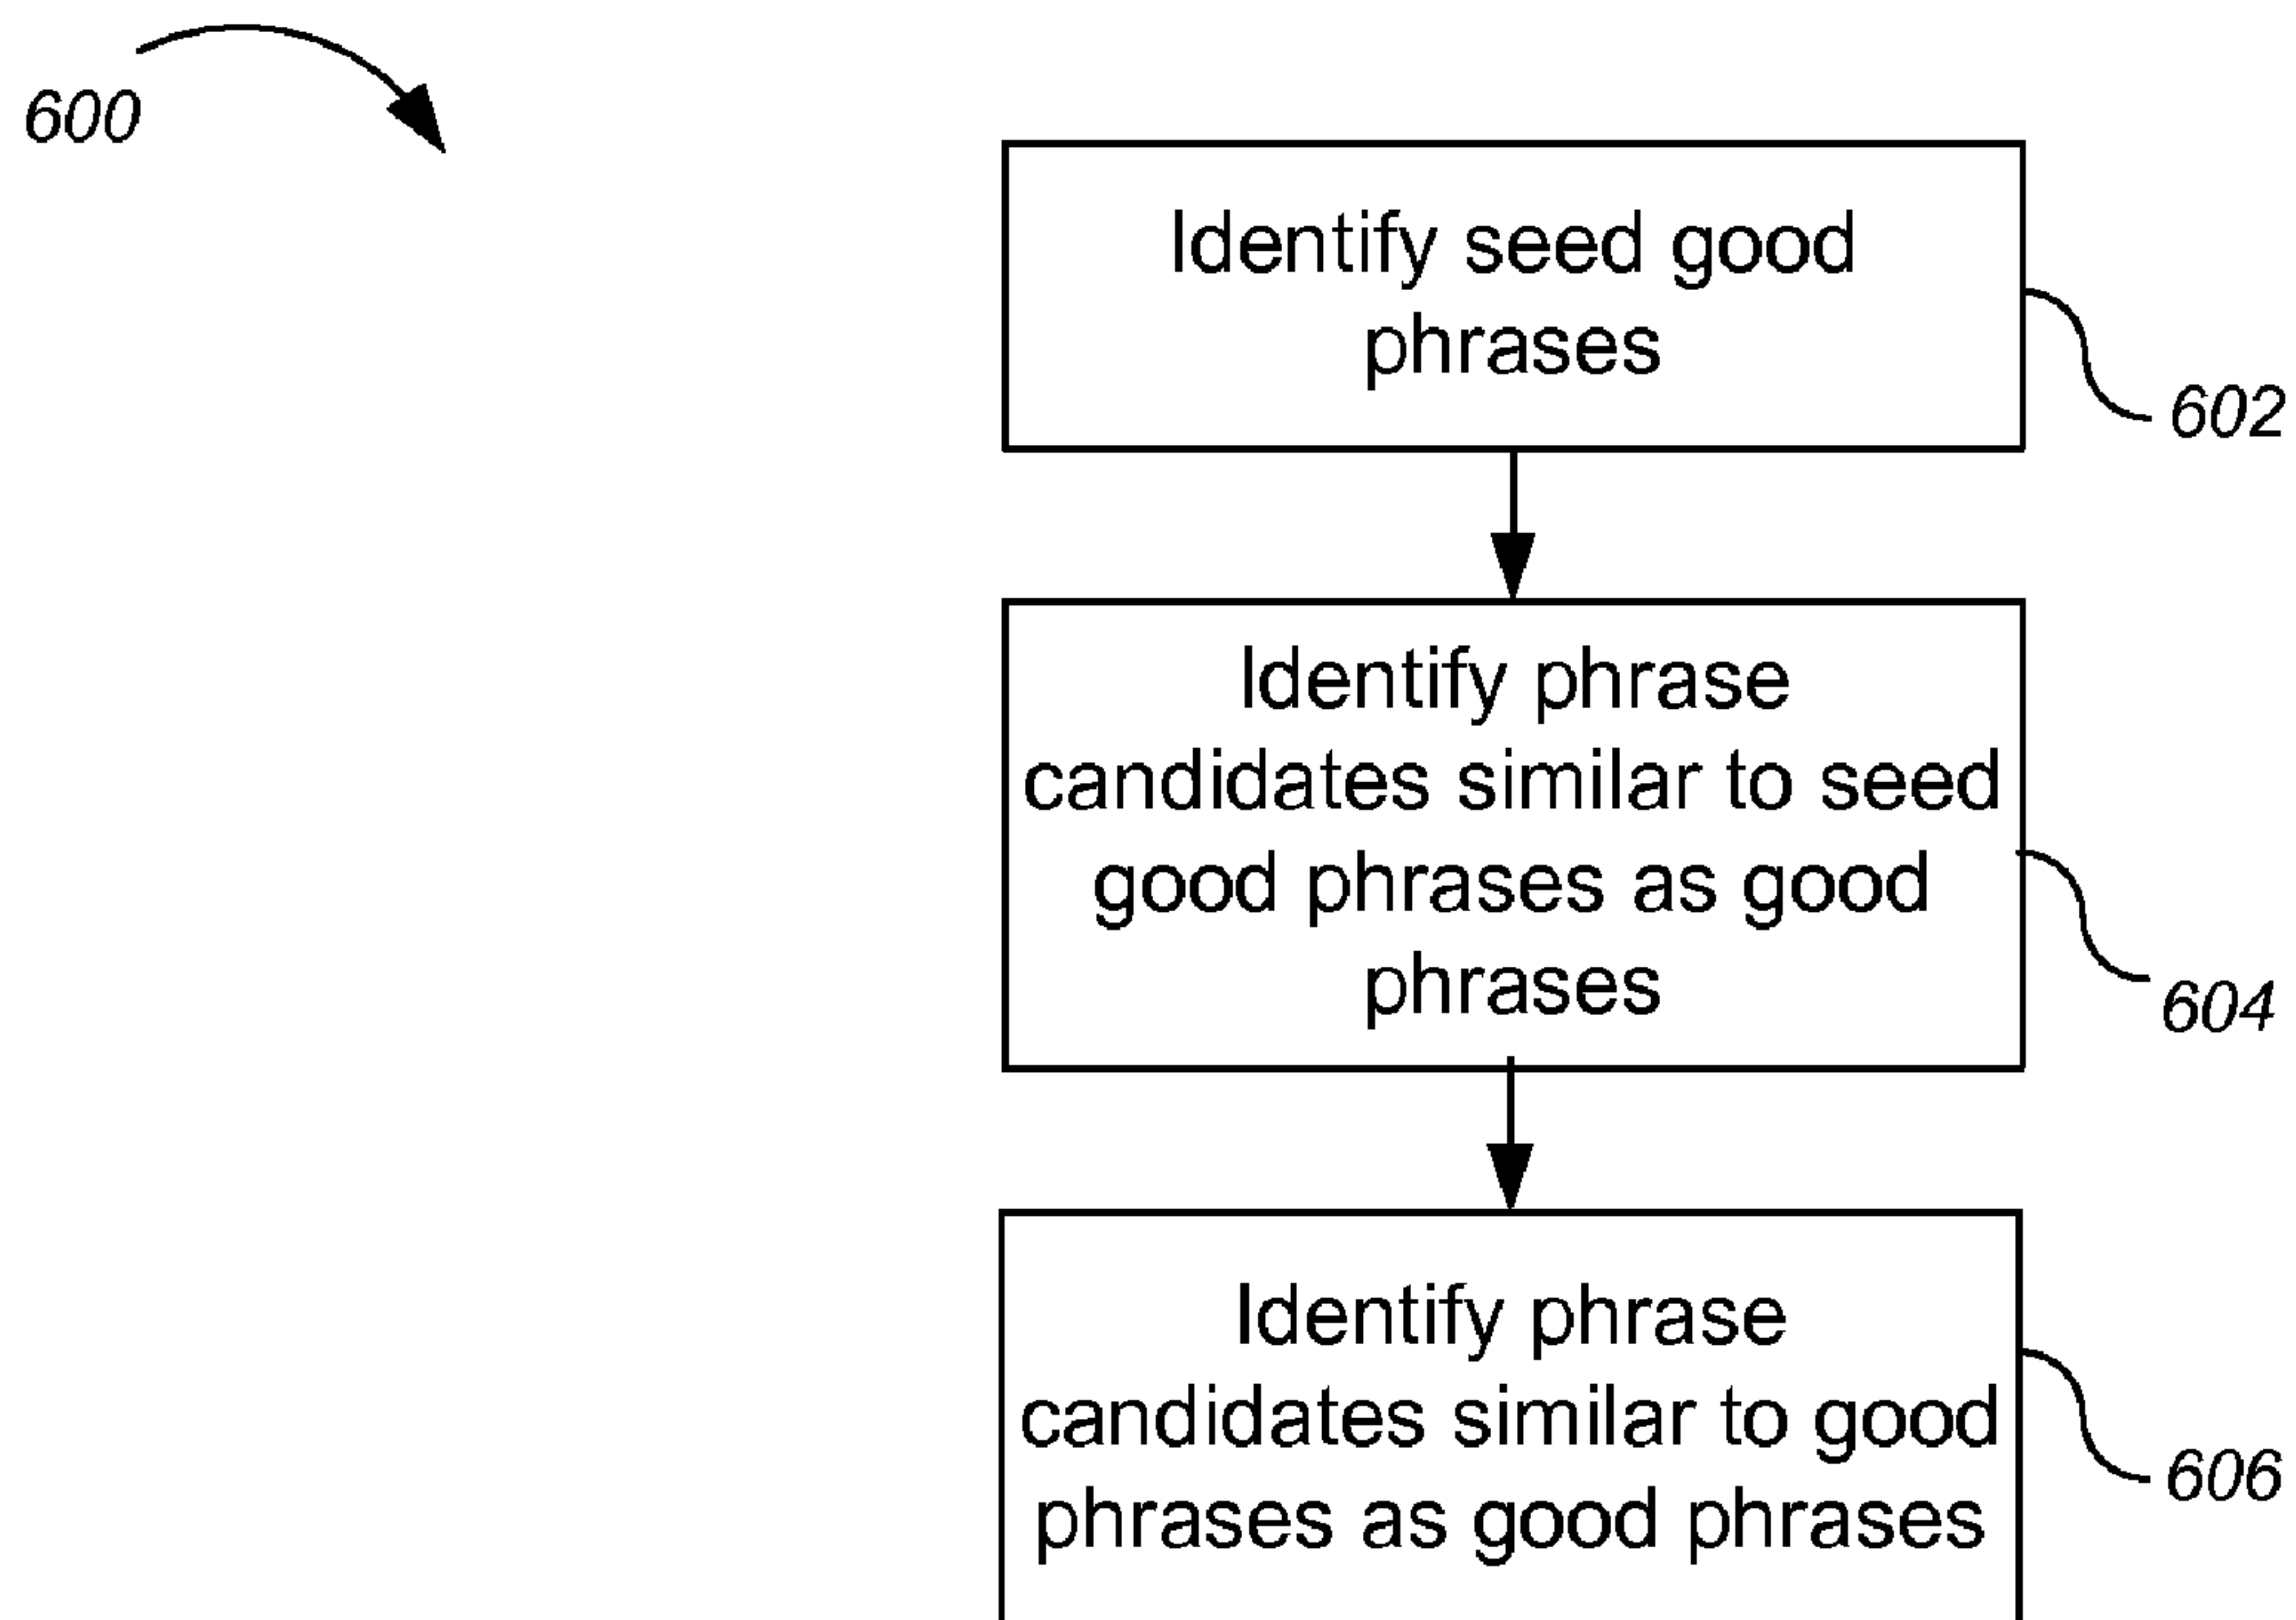 600
Identify seed good
phrases
602
Identify phrase
candidates similar to seed
good phrases as good
phrases
604
Identify phrase
candidates similar to good
phrases as good phrases
606